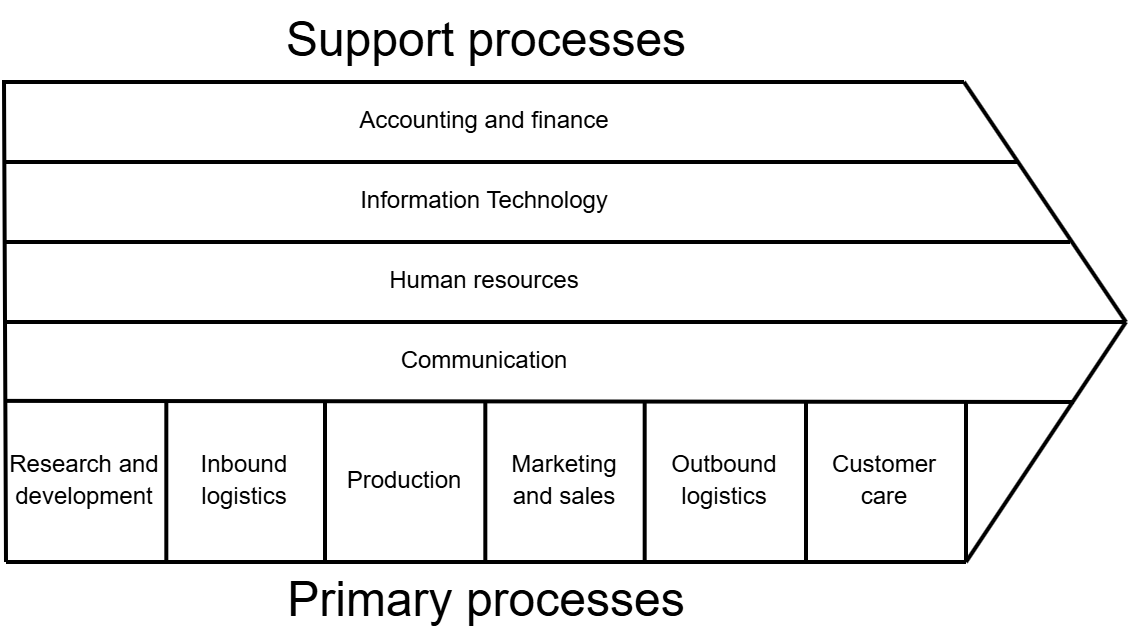 Support processes
Accounting and finance
Information Technology
Human resources
Communication
Research and
development
Inbound
logistics
Production
Marketing
and sales
Outbound
logistics
Customer
care
Primary processes